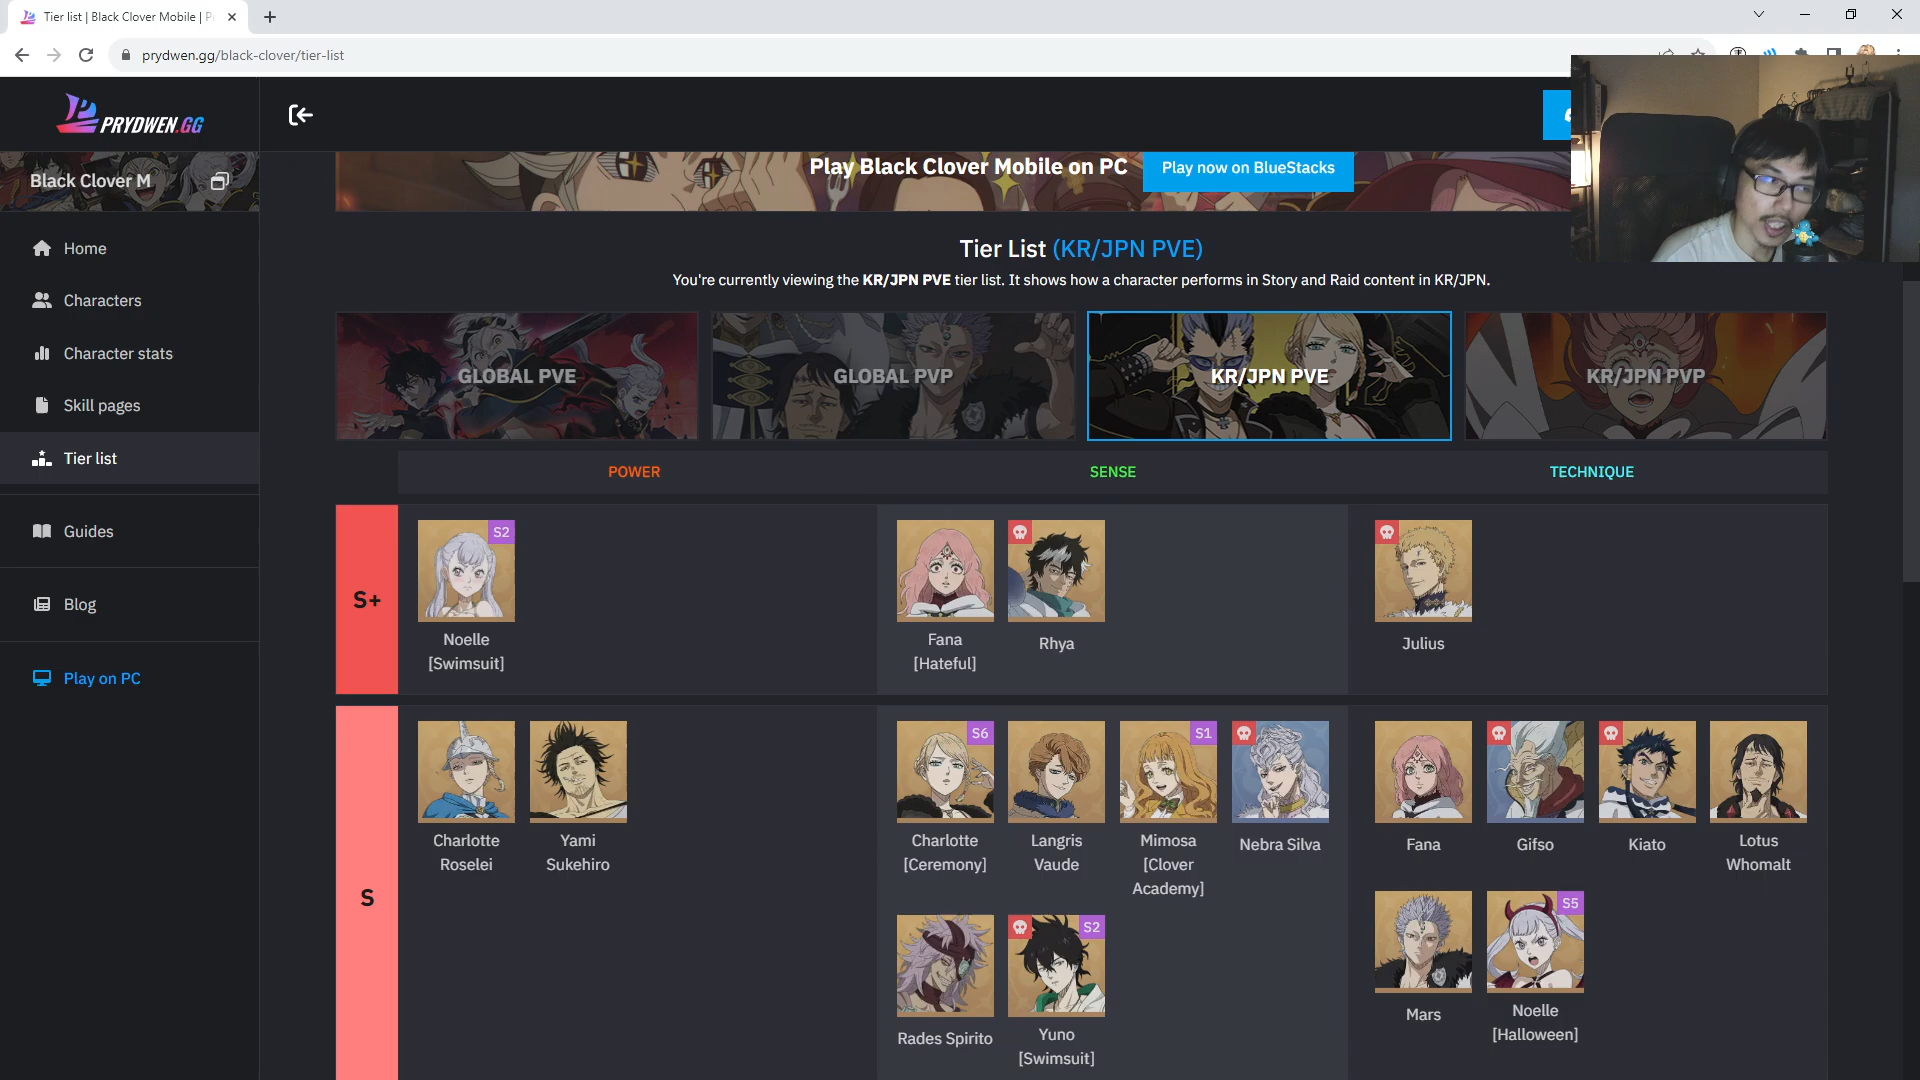 Tier list | Black Clover Mobile | P
prydwen.gg/black-clover/tier-list
PRYDWEN.GG
Black Clover M
Home
Characters
Character stats
Skill pages
Tier list
Guides
Blog
Play on PC
Play Black Clover Mobile on PC
Play now on BlueStacks
Tier List (KR/JPN PVE)
You're currently viewing the KR/JPN PVE tier list. It shows how a character performs in Story and Raid content in KR/JPN.
GLOBAL PVE
GLOBAL PVP
KR/JPN PVE
KR/JPN PVP
POWER
SENSE
TECHNIQUE
S+
S2
Noelle
[Swimsuit]
Fana
[Hateful]
Rhya
Julius
S
Charlotte
Roselei
Yami
Sukehiro
S6
Charlotte
[Ceremony]
Langris
Vaude
S1
Mimosa
[Clover
Academy]
Nebra Silva
Fana
Gifso
Kiato
Lotus
Whomalt
Rades Spirito
S2
Yuno
[Swimsuit]
Mars
S5
Noelle
[Halloween]